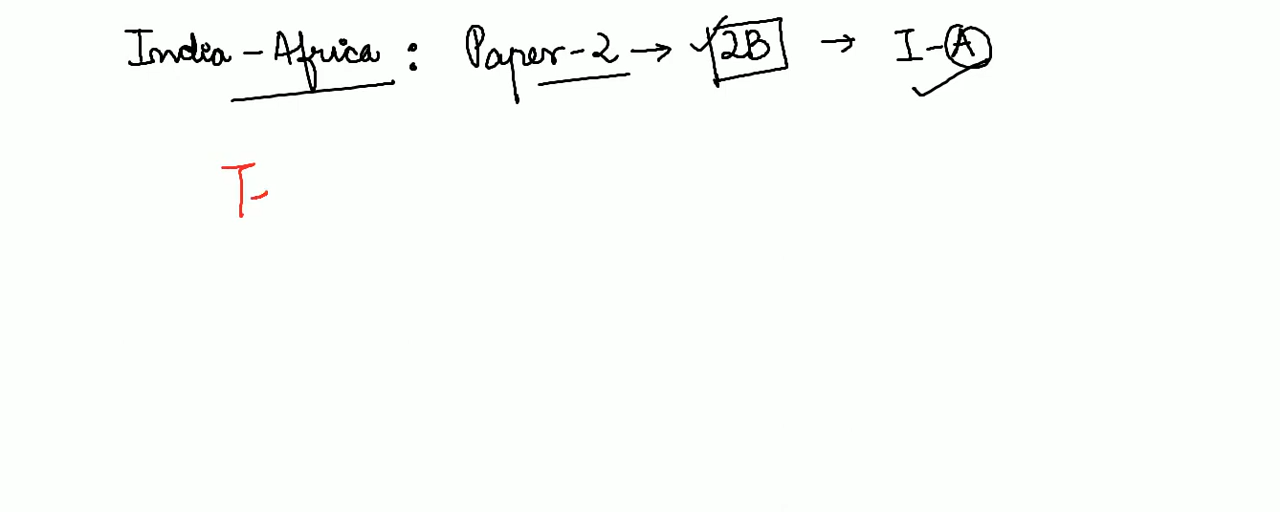 India - Africa : Paper-2 → 2B → I-A
T-